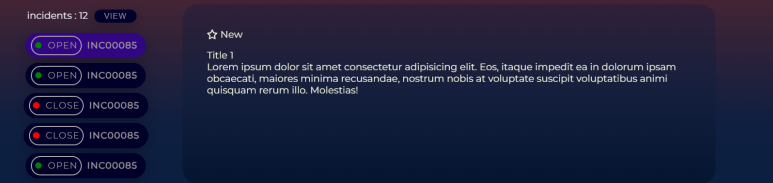 incidents : 12 VIEW
OPEN INC00085
OPEN INC00085
CLOSE INC00085
CLOSE INC00085
OPEN INC00085
New
Title 1
Lorem ipsum dolor sit amet consectetur adipisicing elit. Eos, itaque impedit ea in dolorum ipsam
obcaecati, maiores minima recusandae, nostrum nobis at voluptate suscipit voluptatibus animi
quisquam rerum illo. Molestias!